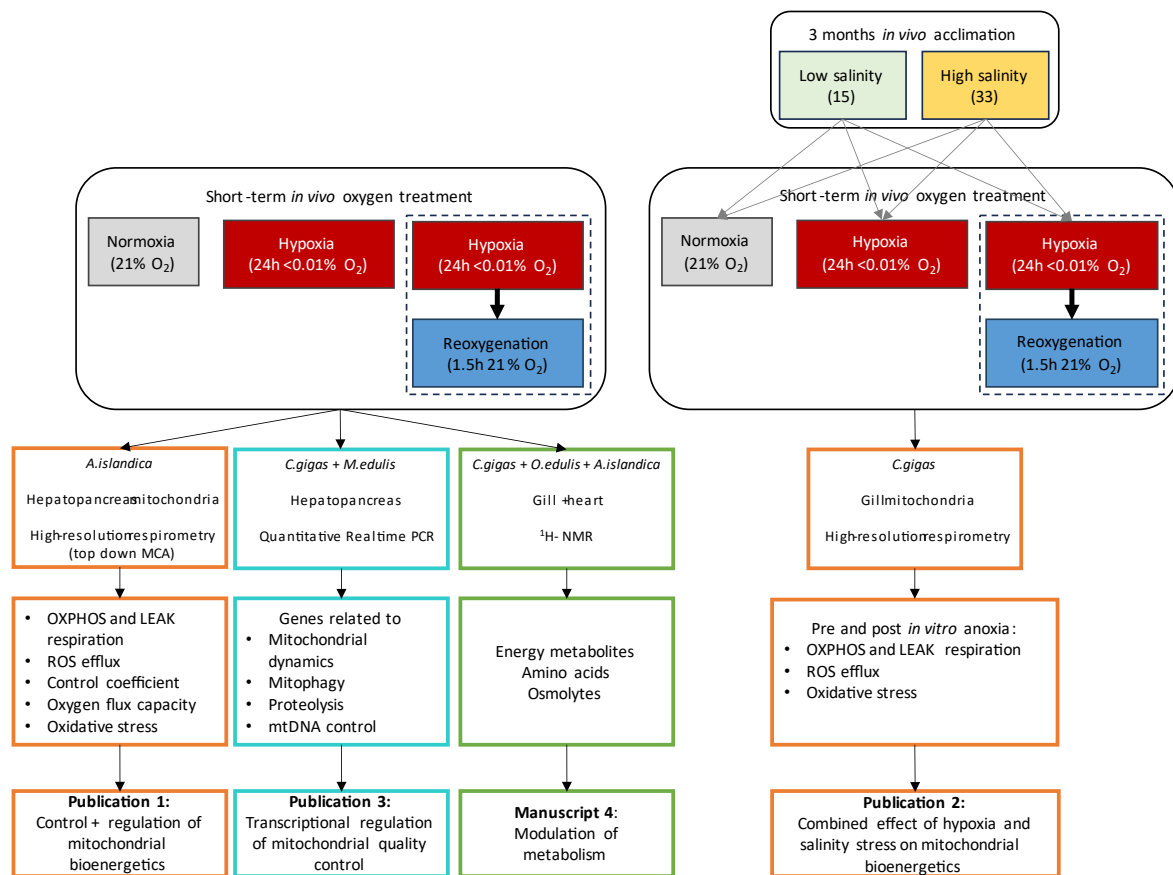 3 months in vivo acclimation
Low salinity
(15)
High salinity
(33)
Short-term in vivo oxygen treatment
Normoxia
(21% O₂)
Hypoxia
(24h <0.01% O₂)
Hypoxia
(24h <0.01% O₂)
Reoxygenation
(1.5h 21% O₂)
Short-term in vivo oxygen treatment
Normoxia
(21% O₂)
Hypoxia
(24h <0.01% O₂)
Hypoxia
(24h <0.01% O₂)
Reoxygenation
(1.5h 21% O₂)
A.islandica
Hepatopancreas mitochondria
High-resolution respirometry
(top down MCA)
C.gigas + M.edulis
Hepatopancreas
Quantitative Realtime PCR
C.gigas + O.edulis + A.islandica
Gill + heart
¹H- NMR
C.gigas
Gill mitochondria
High-resolution respirometry
• OXPHOS and LEAK
respiration
• ROS efflux
• Control coefficient
• Oxygen flux capacity
• Oxidative stress
Genes related to
• Mitochondrial
dynamics
• Mitophagy
• Proteolysis
• mtDNA control
Energy metabolites
Amino acids
Osmolytes
Pre and post in vitro anoxia:
• OXPHOS and LEAK respiration
• ROS efflux
• Oxidative stress
Publication 1:
Control + regulation of
mitochondrial
bioenergetics
Publication 3:
Transcriptional regulation
of mitochondrial quality
control
Manuscript 4:
Modulation of
metabolism
Publication 2:
Combined effect of hypoxia and
salinity stress on mitochondrial
bioenergetics